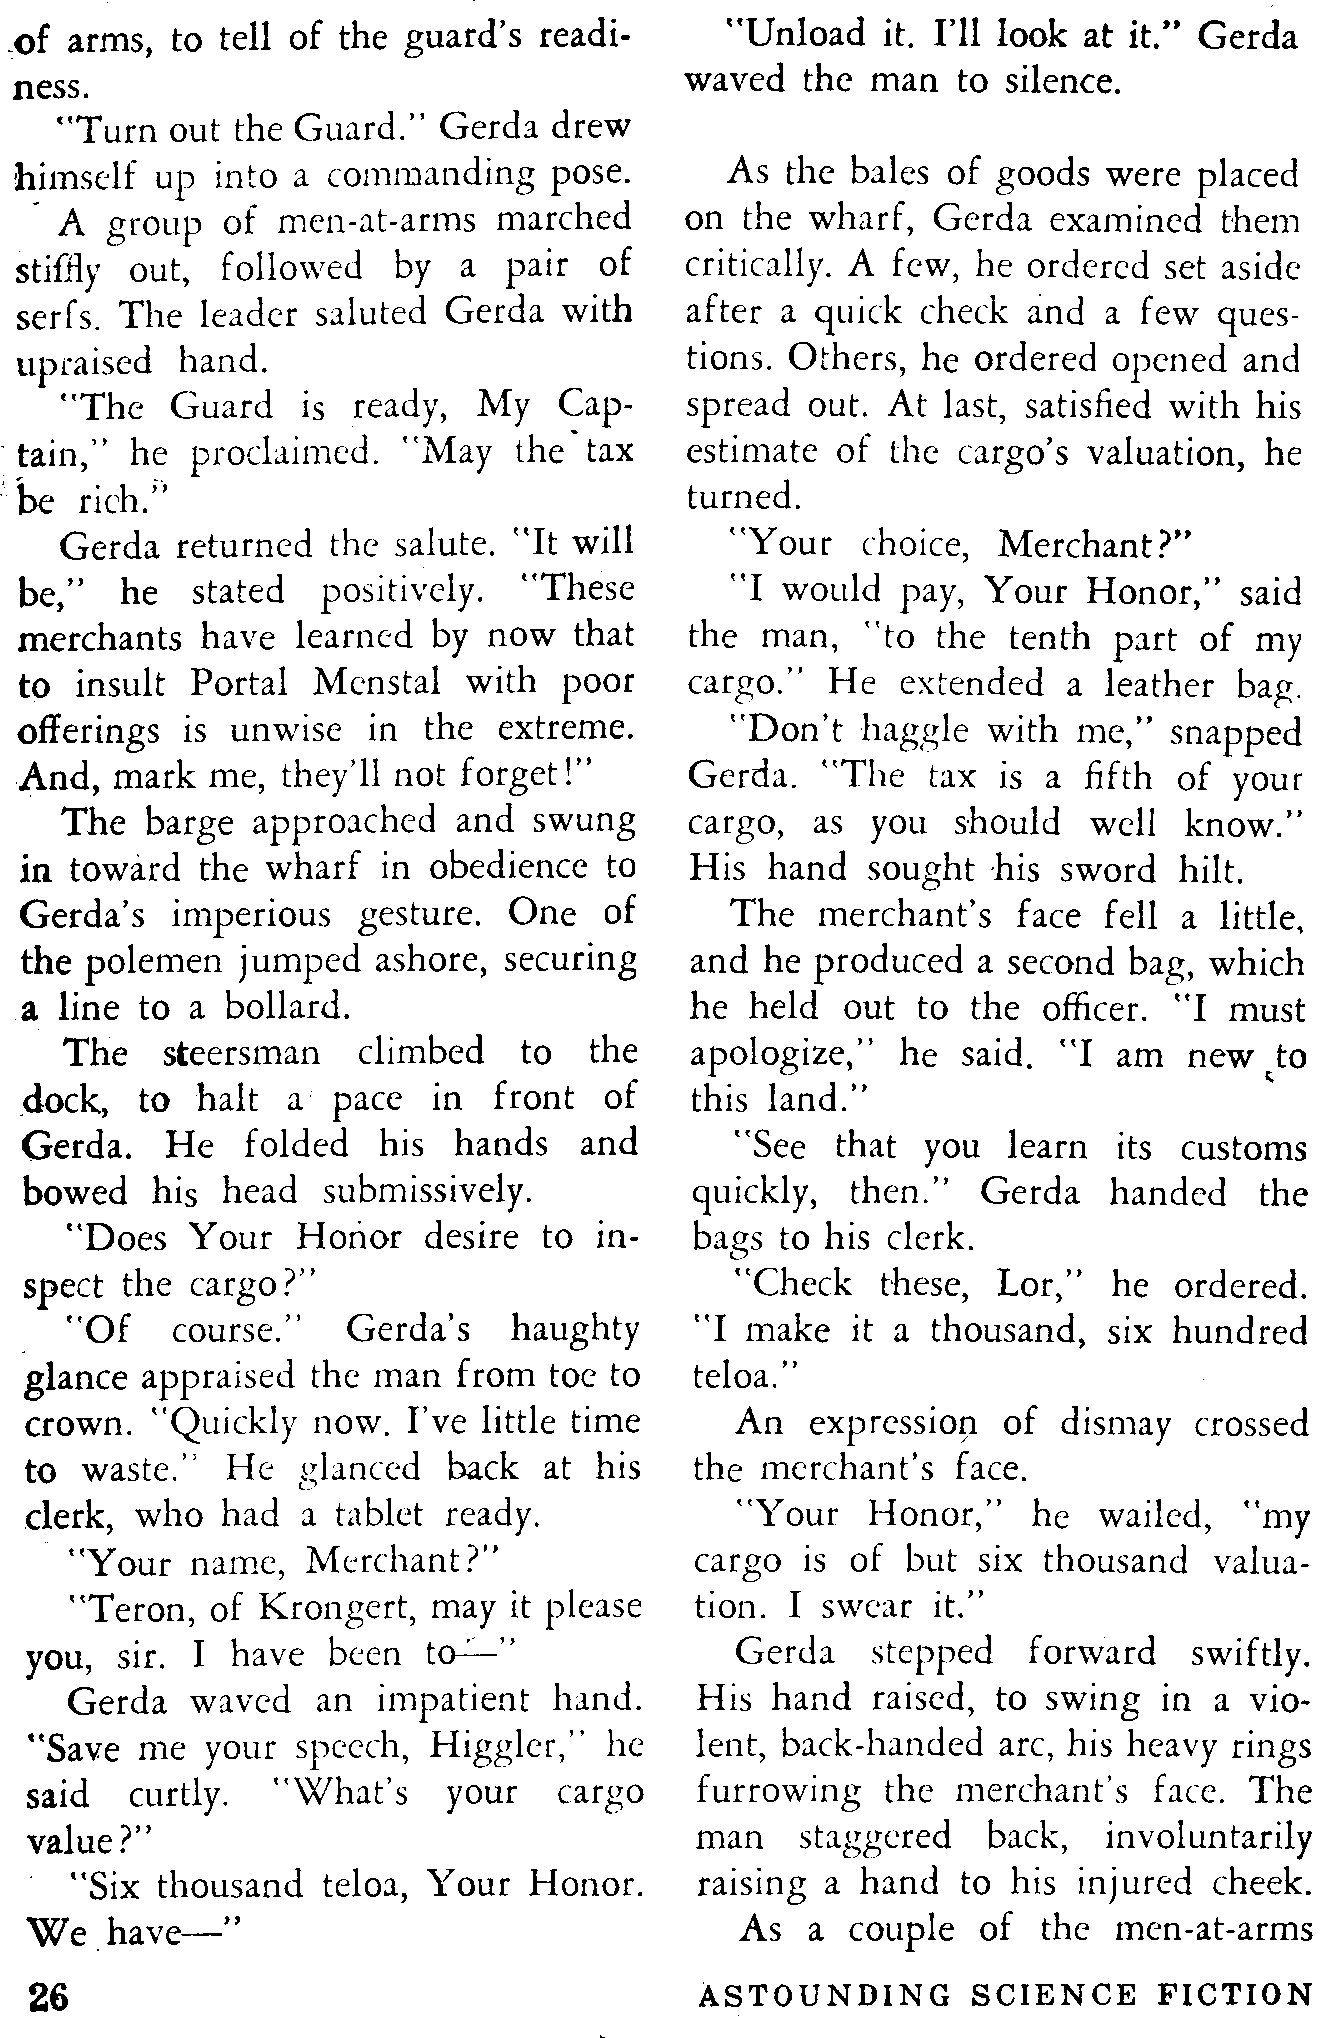 of arms, to tell of the guard's readi-
ness.
"Turn out the Guard." Gerda drew
himself up into a commanding pose.
A group of men-at-arms marched
stiffly out, followed by a pair of
serfs. The leader saluted Gerda with
upraised hand.
"The Guard is ready, My Cap-
tain," he proclaimed. "May the tax
be rich."
Gerda returned the salute. "It will
be," he stated positively. "These
merchants have learned by now that
to insult Portal Menstal with poor
offerings is unwise in the extreme.
And, mark me, they'll not forget!"
The barge approached and swung
in toward the wharf in obedience to
Gerda's imperious gesture. One of
the polemen jumped ashore, securing
a line to a bollard.
The steersman climbed to the
dock, to halt a pace in front of
Gerda. He folded his hands and
bowed his head submissively.
"Does Your Honor desire to in-
spect the cargo?"
"Of course." Gerda's haughty
glance appraised the man from toe to
crown. "Quickly now. I've little time
to waste." He glanced back at his
clerk, who had a tablet ready.
"Your name, Merchant?"
"Teron, of Krongert, may it please
you, sir. I have been to—"
Gerda waved an impatient hand.
"Save me your speech, Higgler," he
said curtly. "What's your cargo
value?"
"Six thousand teloa, Your Honor.
We have—"
"Unload it. I'll look at it." Gerda
waved the man to silence.
As the bales of goods were placed
on the wharf, Gerda examined them
critically. A few, he ordered set aside
after a quick check and a few ques-
tions. Others, he ordered opened and
spread out. At last, satisfied with his
estimate of the cargo's valuation, he
turned.
"Your choice, Merchant?"
"I would pay, Your Honor," said
the man, "to the tenth part of my
cargo." He extended a leather bag.
"Don't haggle with me," snapped
Gerda. "The tax is a fifth of your
cargo, as you should well know."
His hand sought his sword hilt.
The merchant's face fell a little,
and he produced a second bag, which
he held out to the officer. "I must
apologize," he said. "I am new to
this land."
"See that you learn its customs
quickly, then." Gerda handed the
bags to his clerk.
"Check these, Lor," he ordered.
"I make it a thousand, six hundred
teloa."
An expression of dismay crossed
the merchant's face.
"Your Honor," he wailed, "my
cargo is of but six thousand valua-
tion. I swear it."
Gerda stepped forward swiftly.
His hand raised, to swing in a vio-
lent, back-handed arc, his heavy rings
furrowing the merchant's face. The
man staggered back, involuntarily
raising a hand to his injured cheek.
As a couple of the men-at-arms
26
ASTOUNDING SCIENCE FICTION